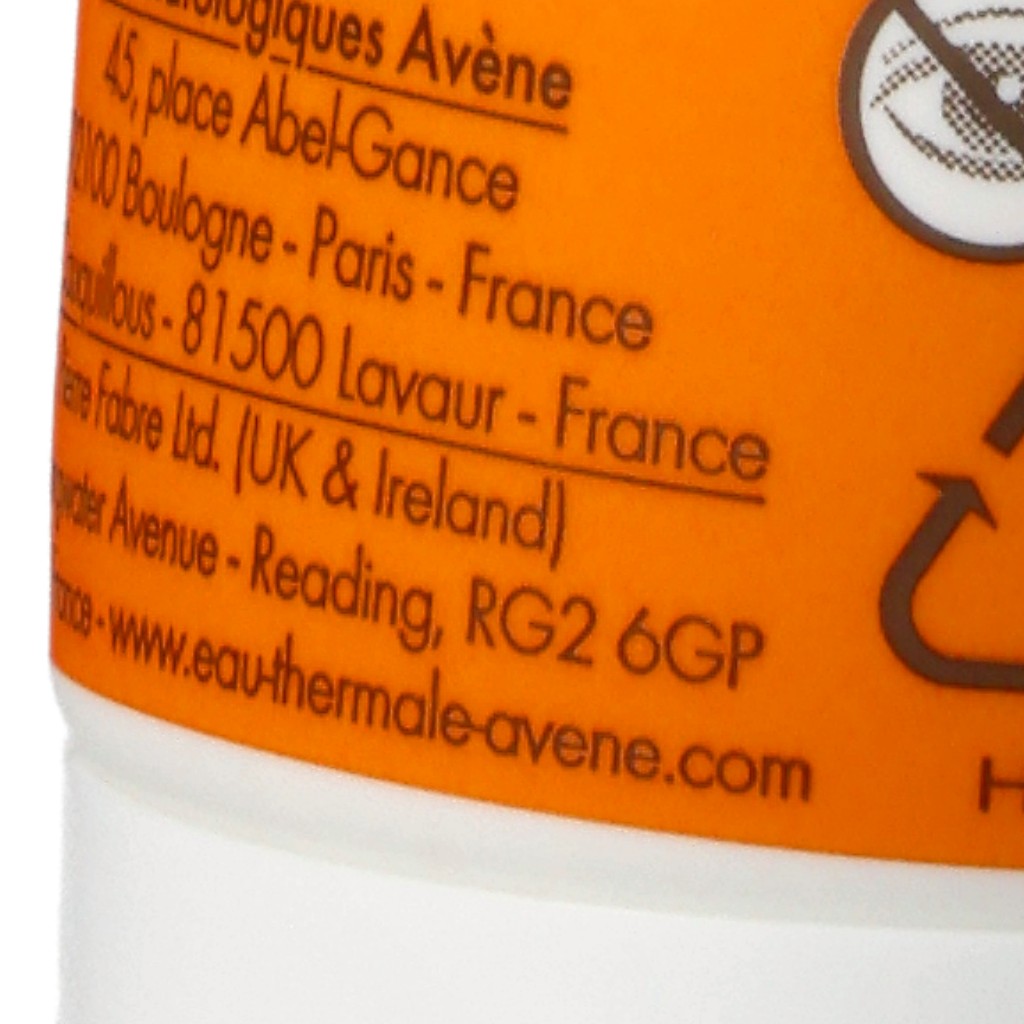 Avène
45, place Abel-Gance
Boulogne - Paris - France
- 81500 Lavaur - France
Fabre Ltd. (UK & Ireland)
Avenue - Reading, RG2 6GP
- www.eau-thermale-avene.com